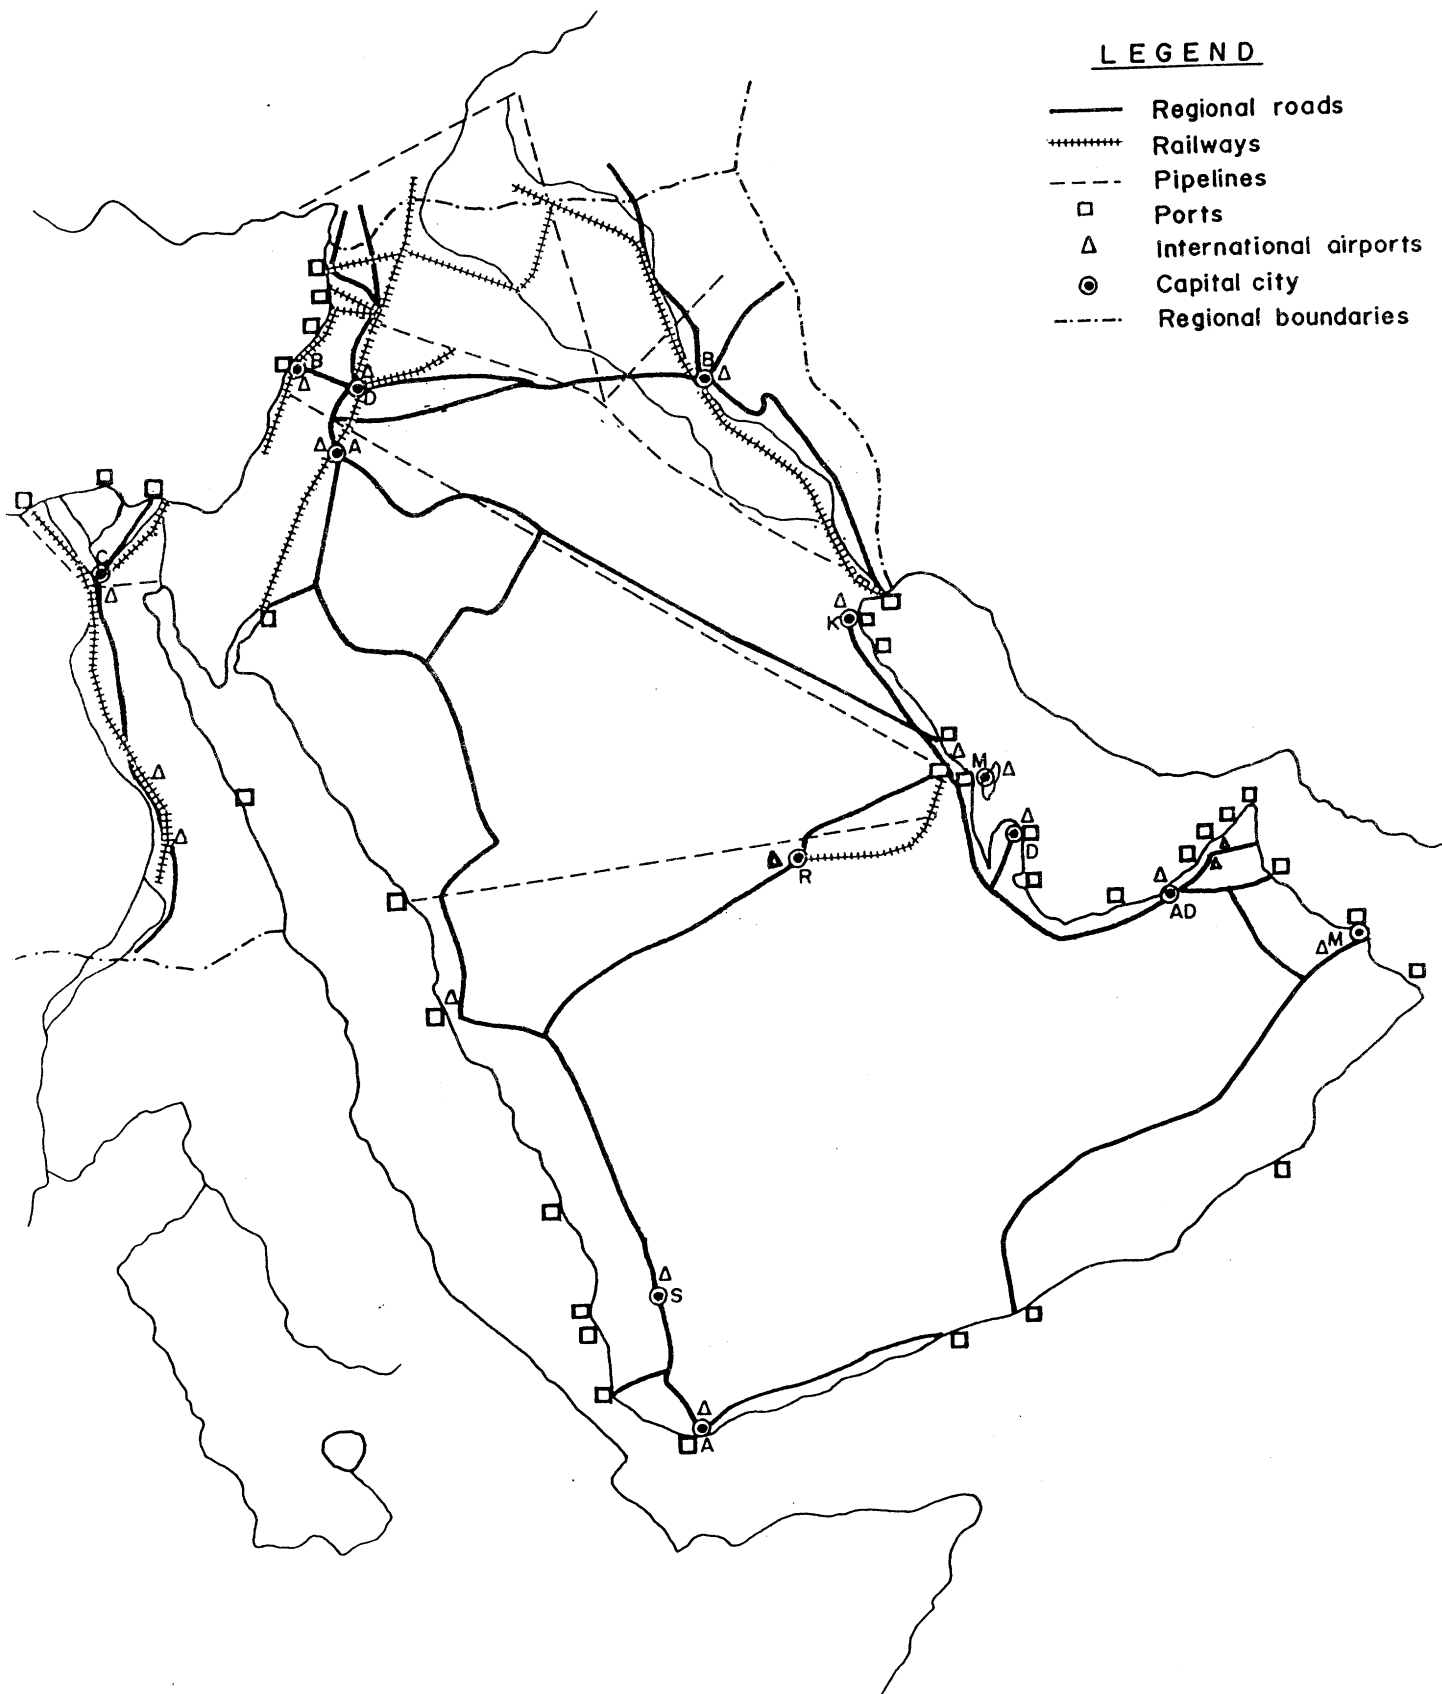 LEGEND
Regional roads
Railways
Pipelines
Ports
International airports
Capital city
Regional boundaries
B
B
D
A
C
K
M
D
R
AD
M
S
A